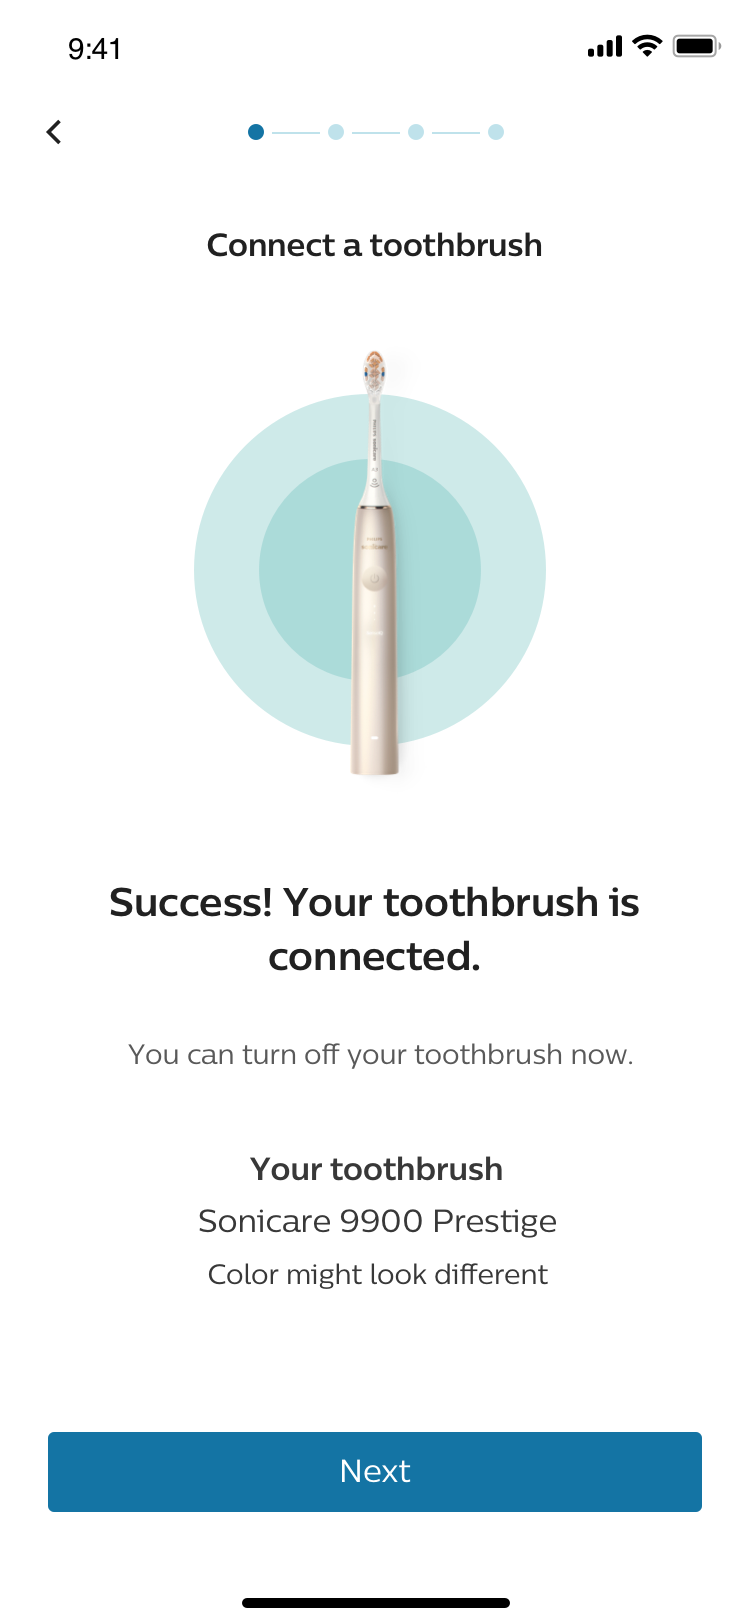 9:41
Connect a toothbrush
Success! Your toothbrush is
connected.
You can turn off your toothbrush now.
Your toothbrush
Sonicare 9900 Prestige
Color might look different
Next